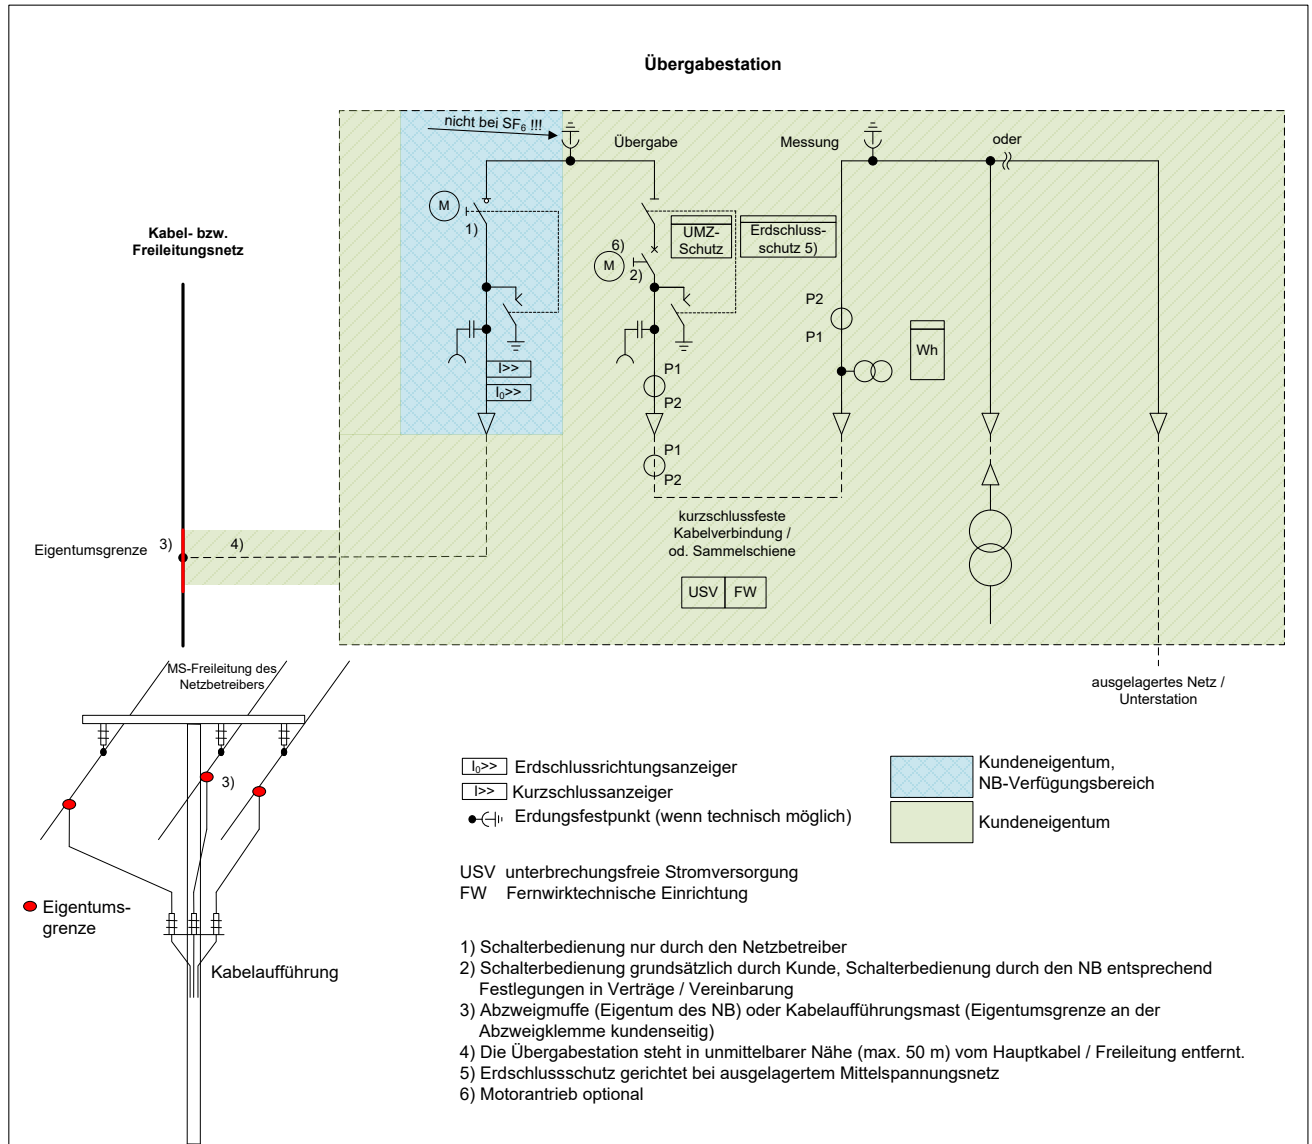 Übergabestation
nicht bei SF₆ !!!
Übergabe
Messung
oder
M
1)
Kabel- bzw.
Freileitungsnetz
UMZ-
Schutz
Erdschluss-
schutz 5)
6)
M
2)
P2
P1
Wh
I>>
I₀>>
P1
P2
P1
P2
kurzschlussfeste
Kabelverbindung /
od. Sammelschiene
Eigentumsgrenze
3)
4)
USV
FW
MS-Freileitung des
Netzbetreibers
ausgelagertes Netz /
Unterstation
3)
Eigentums-
grenze
Kabelaufführung
I₀>> Erdschlussrichtungsanzeiger
I>> Kurzschlussanzeiger
Erdungsfestpunkt (wenn technisch möglich)
Kundeneigentum,
NB-Verfügungsbereich
Kundeneigentum
USV unterbrechungsfreie Stromversorgung
FW Fernwirktechnische Einrichtung
1) Schalterbedienung nur durch den Netzbetreiber
2) Schalterbedienung grundsätzlich durch Kunde, Schalterbedienung durch den NB entsprechend
Festlegungen in Verträge / Vereinbarung
3) Abzweigmuffe (Eigentum des NB) oder Kabelaufführungsmast (Eigentumsgrenze an der
Abzweigklemme kundenseitig)
4) Die Übergabestation steht in unmittelbarer Nähe (max. 50 m) vom Hauptkabel / Freileitung entfernt.
5) Erdschlussschutz gerichtet bei ausgelagertem Mittelspannungsnetz
6) Motorantrieb optional